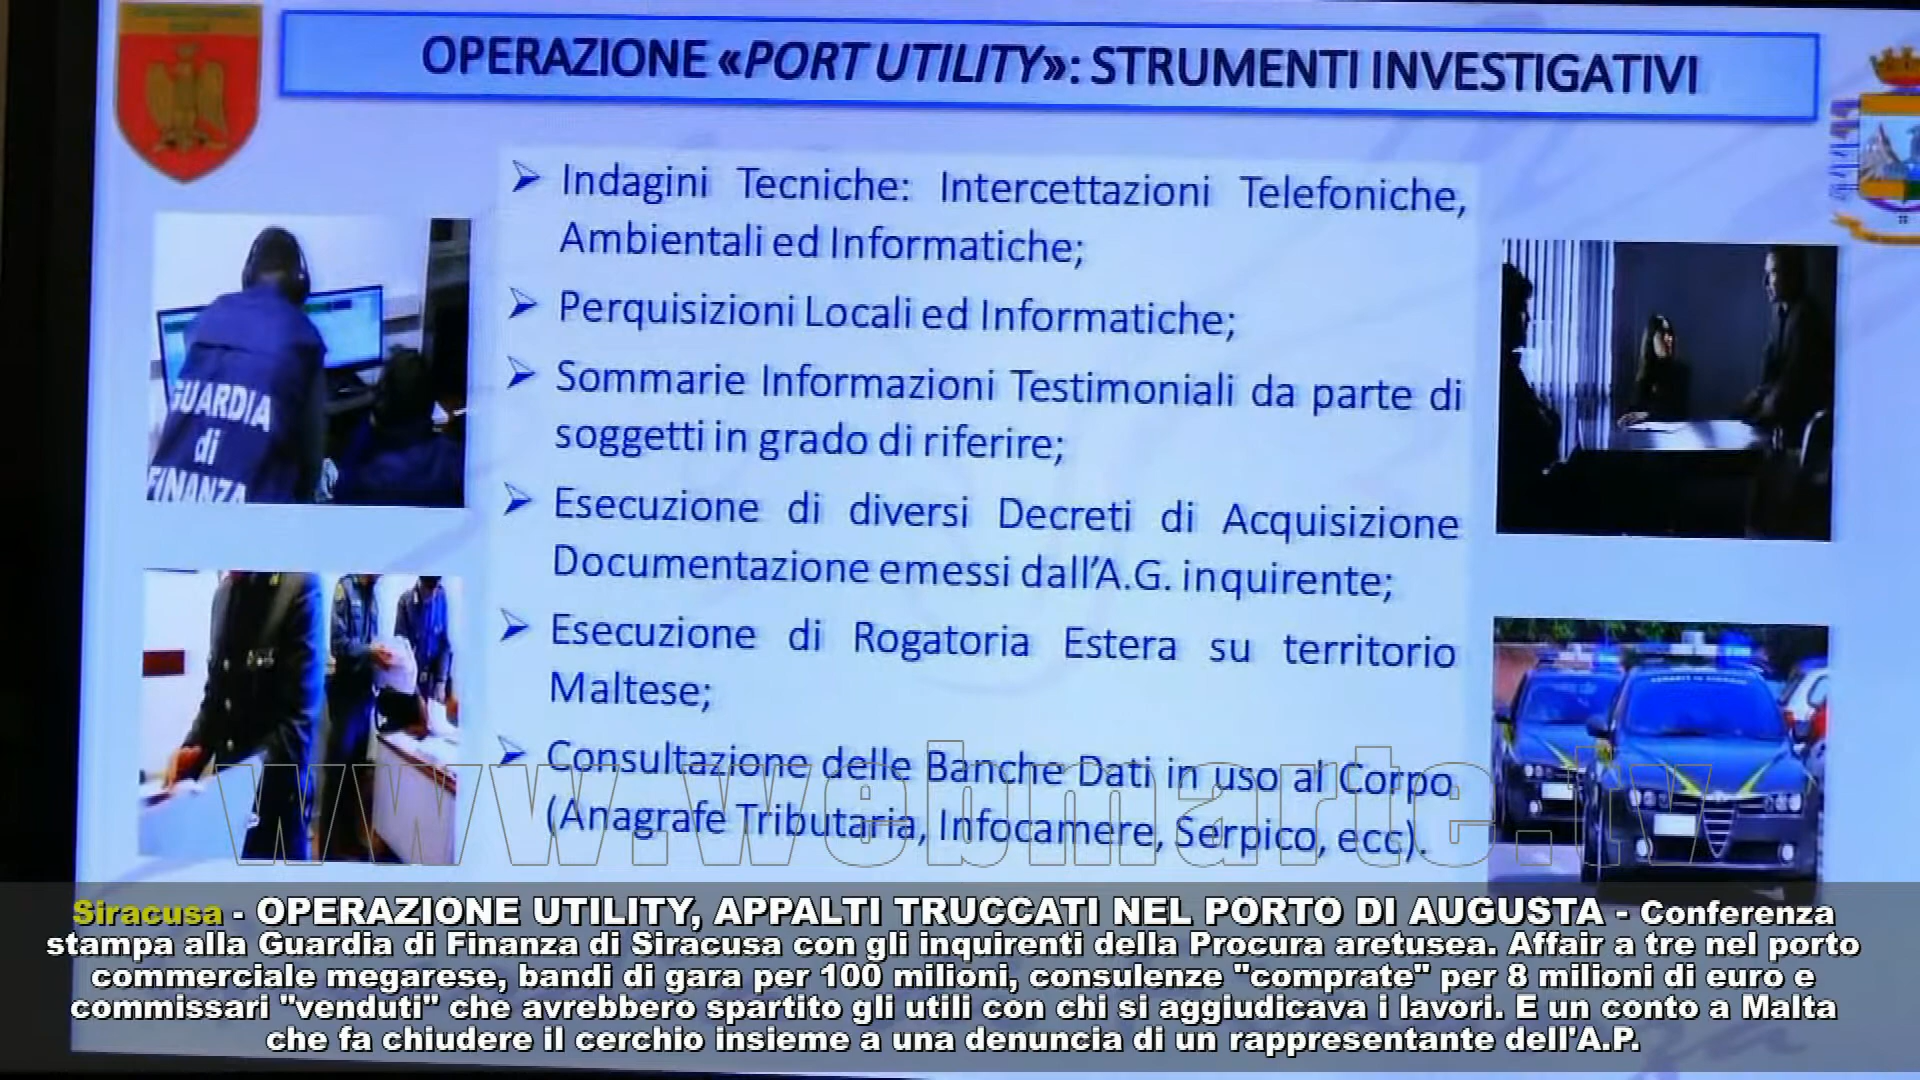 OPERAZIONE «PORT UTILITY»: STRUMENTI INVESTIGATIVI
➢ Indagini Tecniche: Intercettazioni Telefoniche,
Ambientali ed Informatiche;
➢ Perquisizioni Locali ed Informatiche;
➢ Sommarie Informazioni Testimoniali da parte di
soggetti in grado di riferire;
➢ Esecuzione di diversi Decreti di Acquisizione
Documentazione emessi dall'A.G. inquirente;
➢ Esecuzione di Rogatoria Estera su territorio
Maltese;
➢ Consultazione delle Banche Dati in uso al Corpo
(Anagrafe Tributaria, Infocamere, Serpico, ecc).
GUARDIA
di
FINANZA
www.webmarte.tv
Siracusa - OPERAZIONE UTILITY, APPALTI TRUCCATI NEL PORTO DI AUGUSTA - Conferenza
stampa alla Guardia di Finanza di Siracusa con gli inquirenti della Procura aretusea. Affair a tre nel porto
commerciale megarese, bandi di gara per 100 milioni, consulenze "comprate" per 8 milioni di euro e
commissari "venduti" che avrebbero spartito gli utili con chi si aggiudicava i lavori. E un conto a Malta
che fa chiudere il cerchio insieme a una denuncia di un rappresentante dell'A.P.